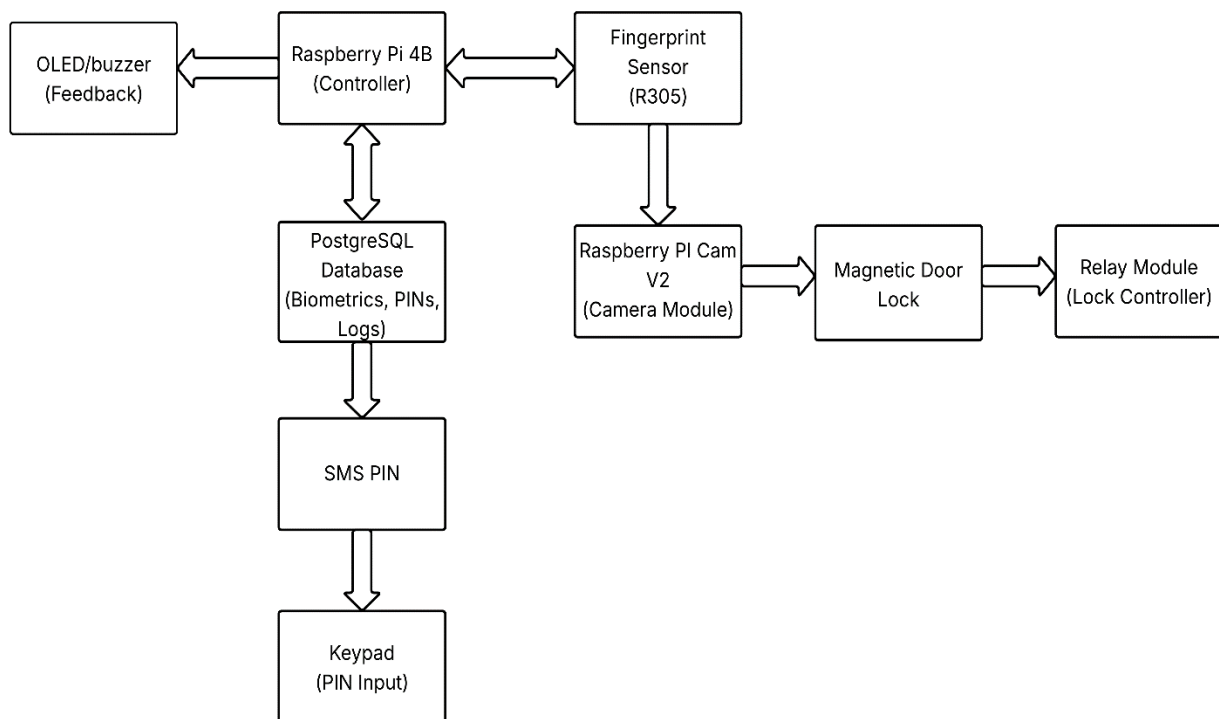 OLED/buzzer
(Feedback)
Raspberry Pi 4B
(Controller)
Fingerprint
Sensor
(R305)
PostgreSQL
Database
(Biometrics, PINs,
Logs)
Raspberry PI Cam
V2
(Camera Module)
Magnetic Door
Lock
Relay Module
(Lock Controller)
SMS PIN
Keypad
(PIN Input)